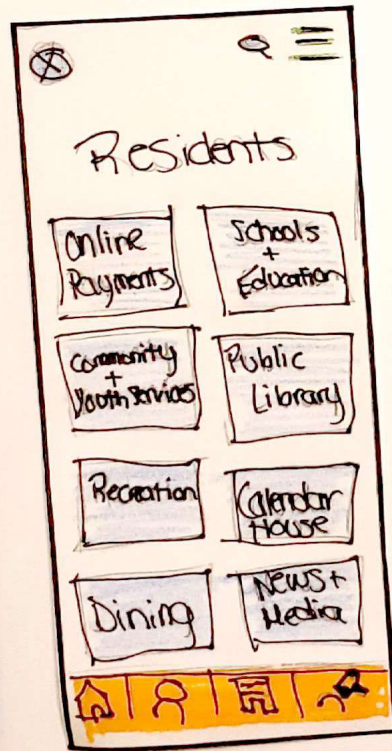 Residents
Online
Payments
Schools
+
Education
Community
+
Youth Services
Public
Library
Recreation
Calendar
House
Dining
News +
Media